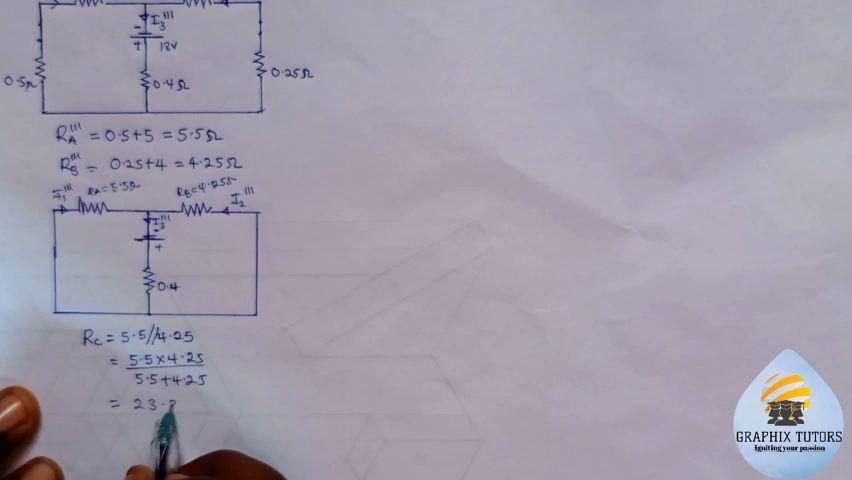 I3'''
- +
12V
0.5Ω
0.4Ω
0.25Ω
RA''' = 0.5+5 = 5.5Ω
RB''' = 0.25+4 = 4.25Ω
I1''' RA=5.5Ω RB=4.25Ω I2'''
I3'''
-
+
0.4
Rc = 5.5//4.25
= 5.5×4.25
5.5+4.25
= 23.
GRAPHIX TUTORS
Igniting your passion